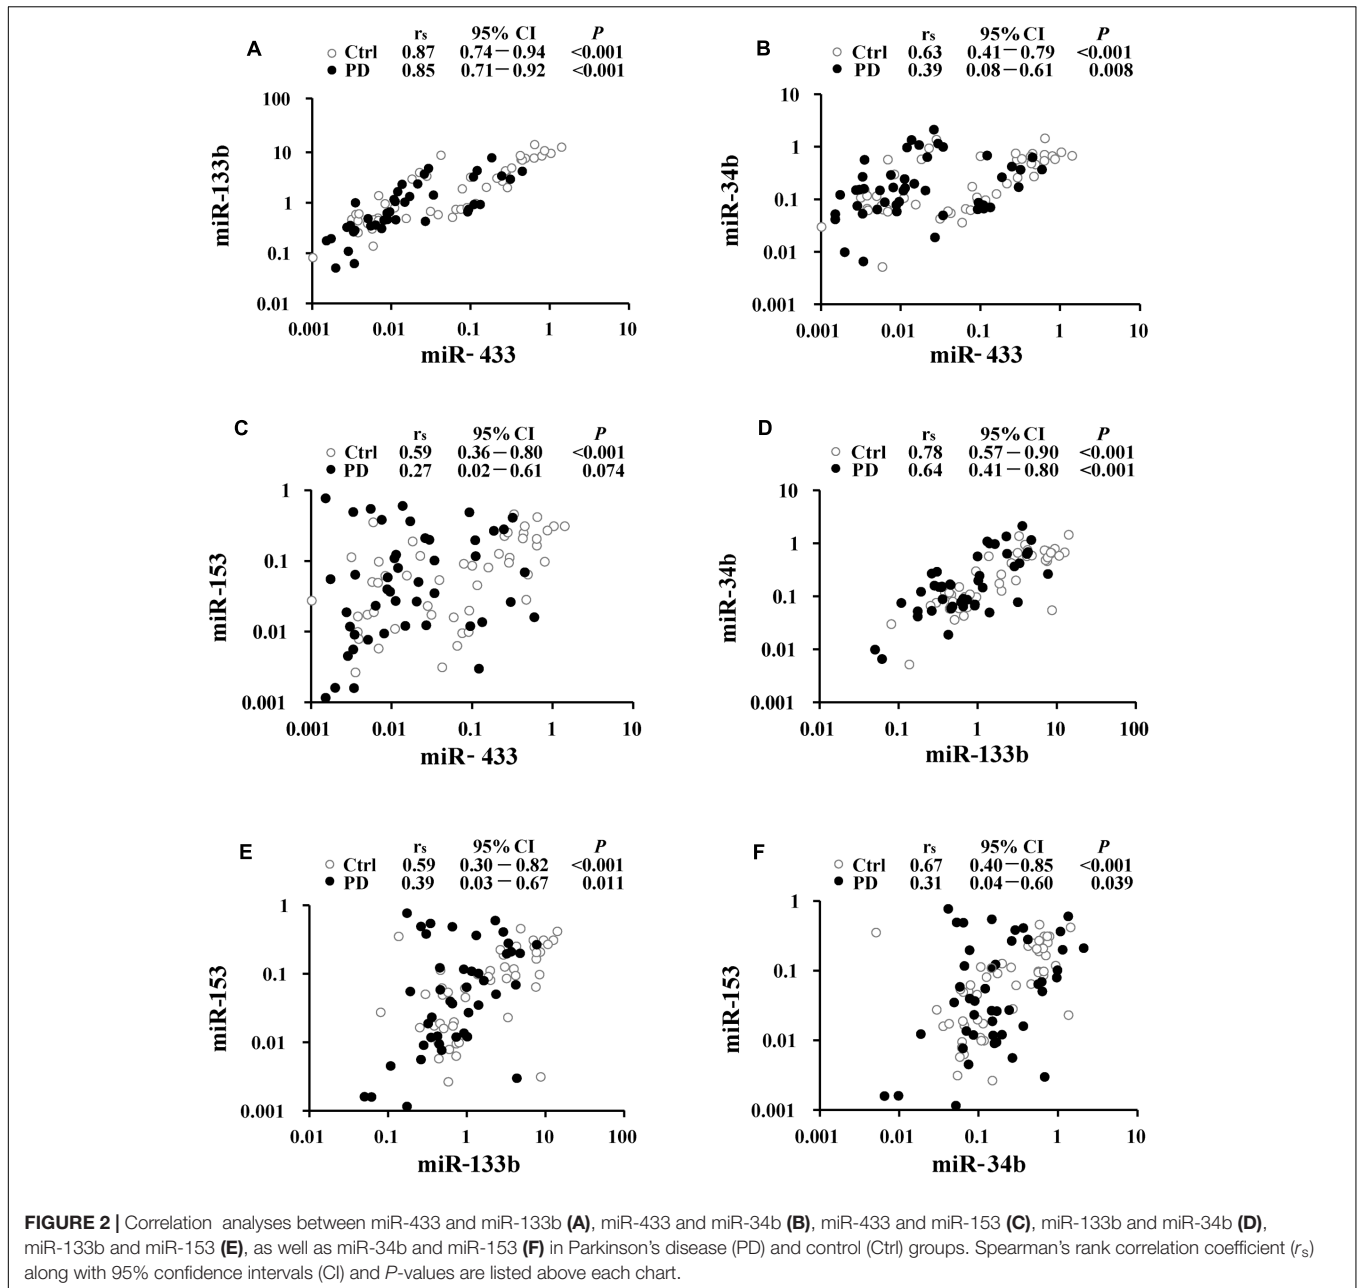 A
rs 95% CI P
Ctrl 0.87 0.74—0.94 <0.001
PD 0.85 0.71—0.92 <0.001
100
10
1
0.1
0.01
miR-133b
0.001 0.01 0.1 1 10
miR- 433
B
rs 95% CI P
Ctrl 0.63 0.41—0.79 <0.001
PD 0.39 0.08—0.61 0.008
10
1
0.1
0.01
0.001
miR-34b
0.001 0.01 0.1 1 10
miR- 433
C
rs 95% CI P
Ctrl 0.59 0.36—0.80 <0.001
PD 0.27 0.02—0.61 0.074
1
0.1
0.01
0.001
miR-153
0.001 0.01 0.1 1 10
miR- 433
D
rs 95% CI P
Ctrl 0.78 0.57—0.90 <0.001
PD 0.64 0.41—0.80 <0.001
10
1
0.1
0.01
0.001
miR-34b
0.01 0.1 1 10 100
miR-133b
E
rs 95% CI P
Ctrl 0.59 0.30—0.82 <0.001
PD 0.39 0.03—0.67 0.011
1
0.1
0.01
0.001
miR-153
0.01 0.1 1 10 100
miR-133b
F
rs 95% CI P
Ctrl 0.67 0.40—0.85 <0.001
PD 0.31 0.04—0.60 0.039
1
0.1
0.01
0.001
miR-153
0.001 0.01 0.1 1 10
miR-34b
FIGURE 2 | Correlation analyses between miR-433 and miR-133b (A), miR-433 and miR-34b (B), miR-433 and miR-153 (C), miR-133b and miR-34b (D),
miR-133b and miR-153 (E), as well as miR-34b and miR-153 (F) in Parkinson's disease (PD) and control (Ctrl) groups. Spearman's rank correlation coefficient (rs)
along with 95% confidence intervals (CI) and P-values are listed above each chart.